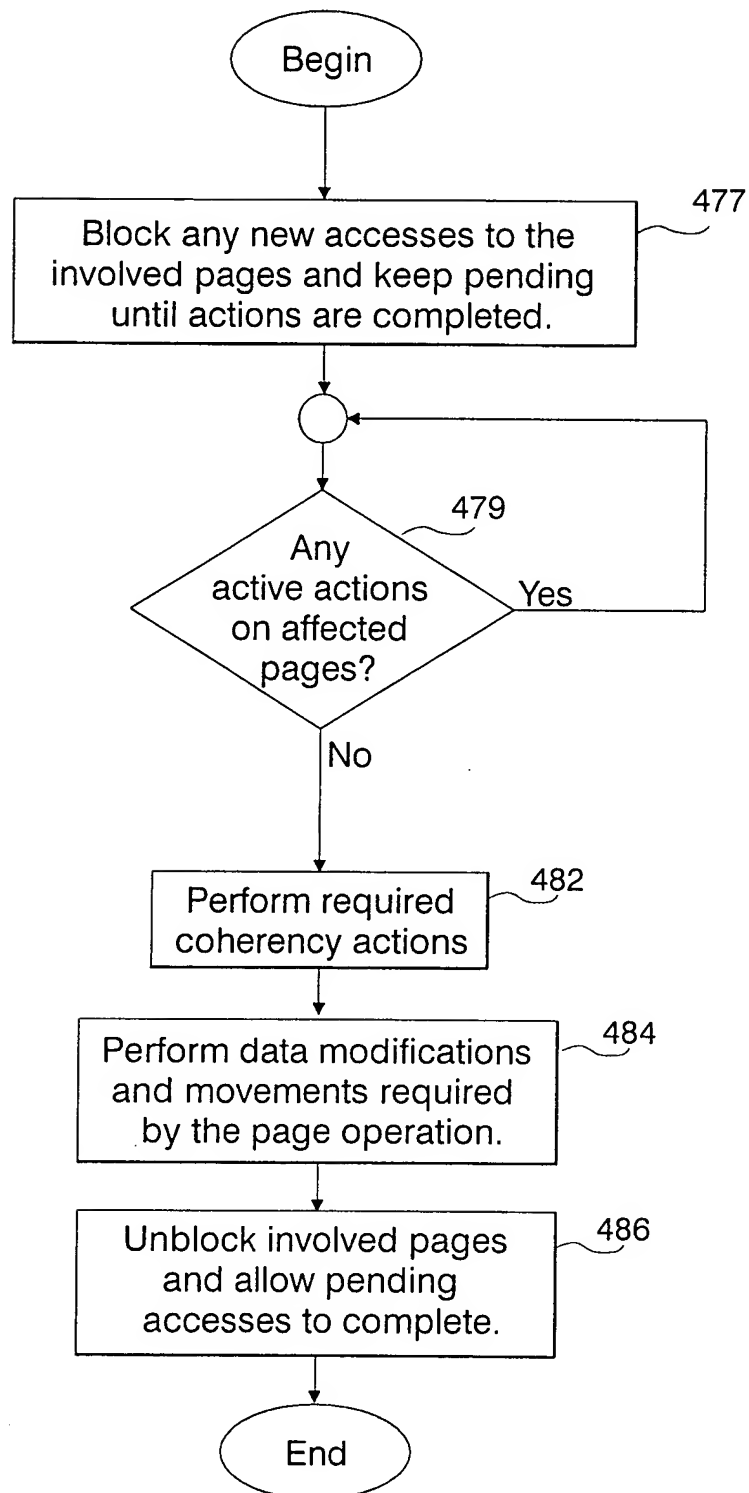 Begin
477
Block any new accesses to the
involved pages and keep pending
until actions are completed.
479
Any
active actions
on affected
pages?
Yes
No
482
Perform required
coherency actions
484
Perform data modifications
and movements required
by the page operation.
486
Unblock involved pages
and allow pending
accesses to complete.
End